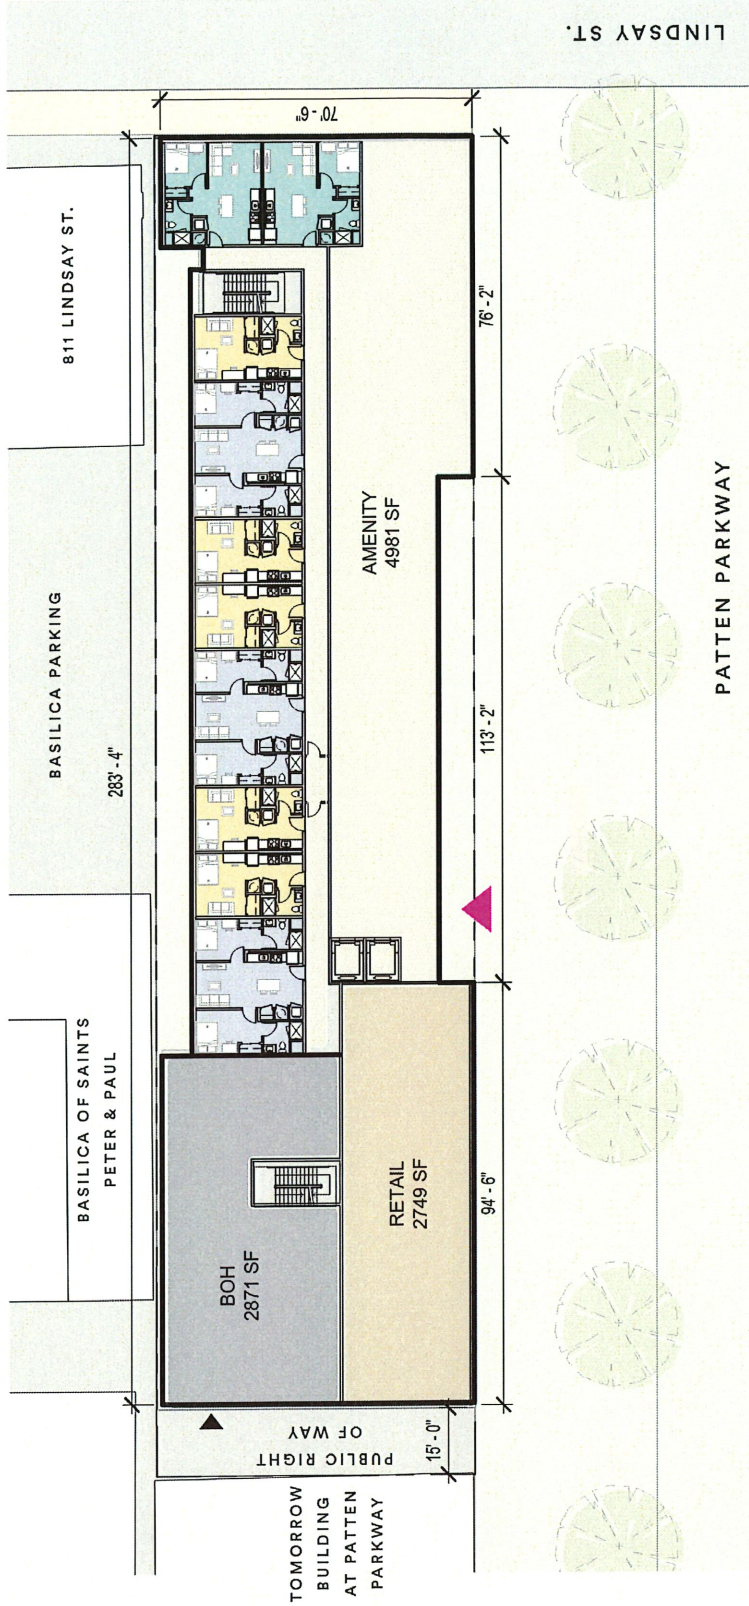 LINDSAY ST.
70' - 6"
811 LINDSAY ST.
76' - 2"
AMENITY
4981 SF
BASILICA PARKING
283' - 4"
PATTEN PARKWAY
113' - 2"
BASILICA OF SAINTS
PETER & PAUL
RETAIL
2749 SF
94' - 6"
BOH
2871 SF
PUBLIC RIGHT
OF WAY
15' - 0"
TOMORROW
BUILDING
AT PATTEN
PARKWAY